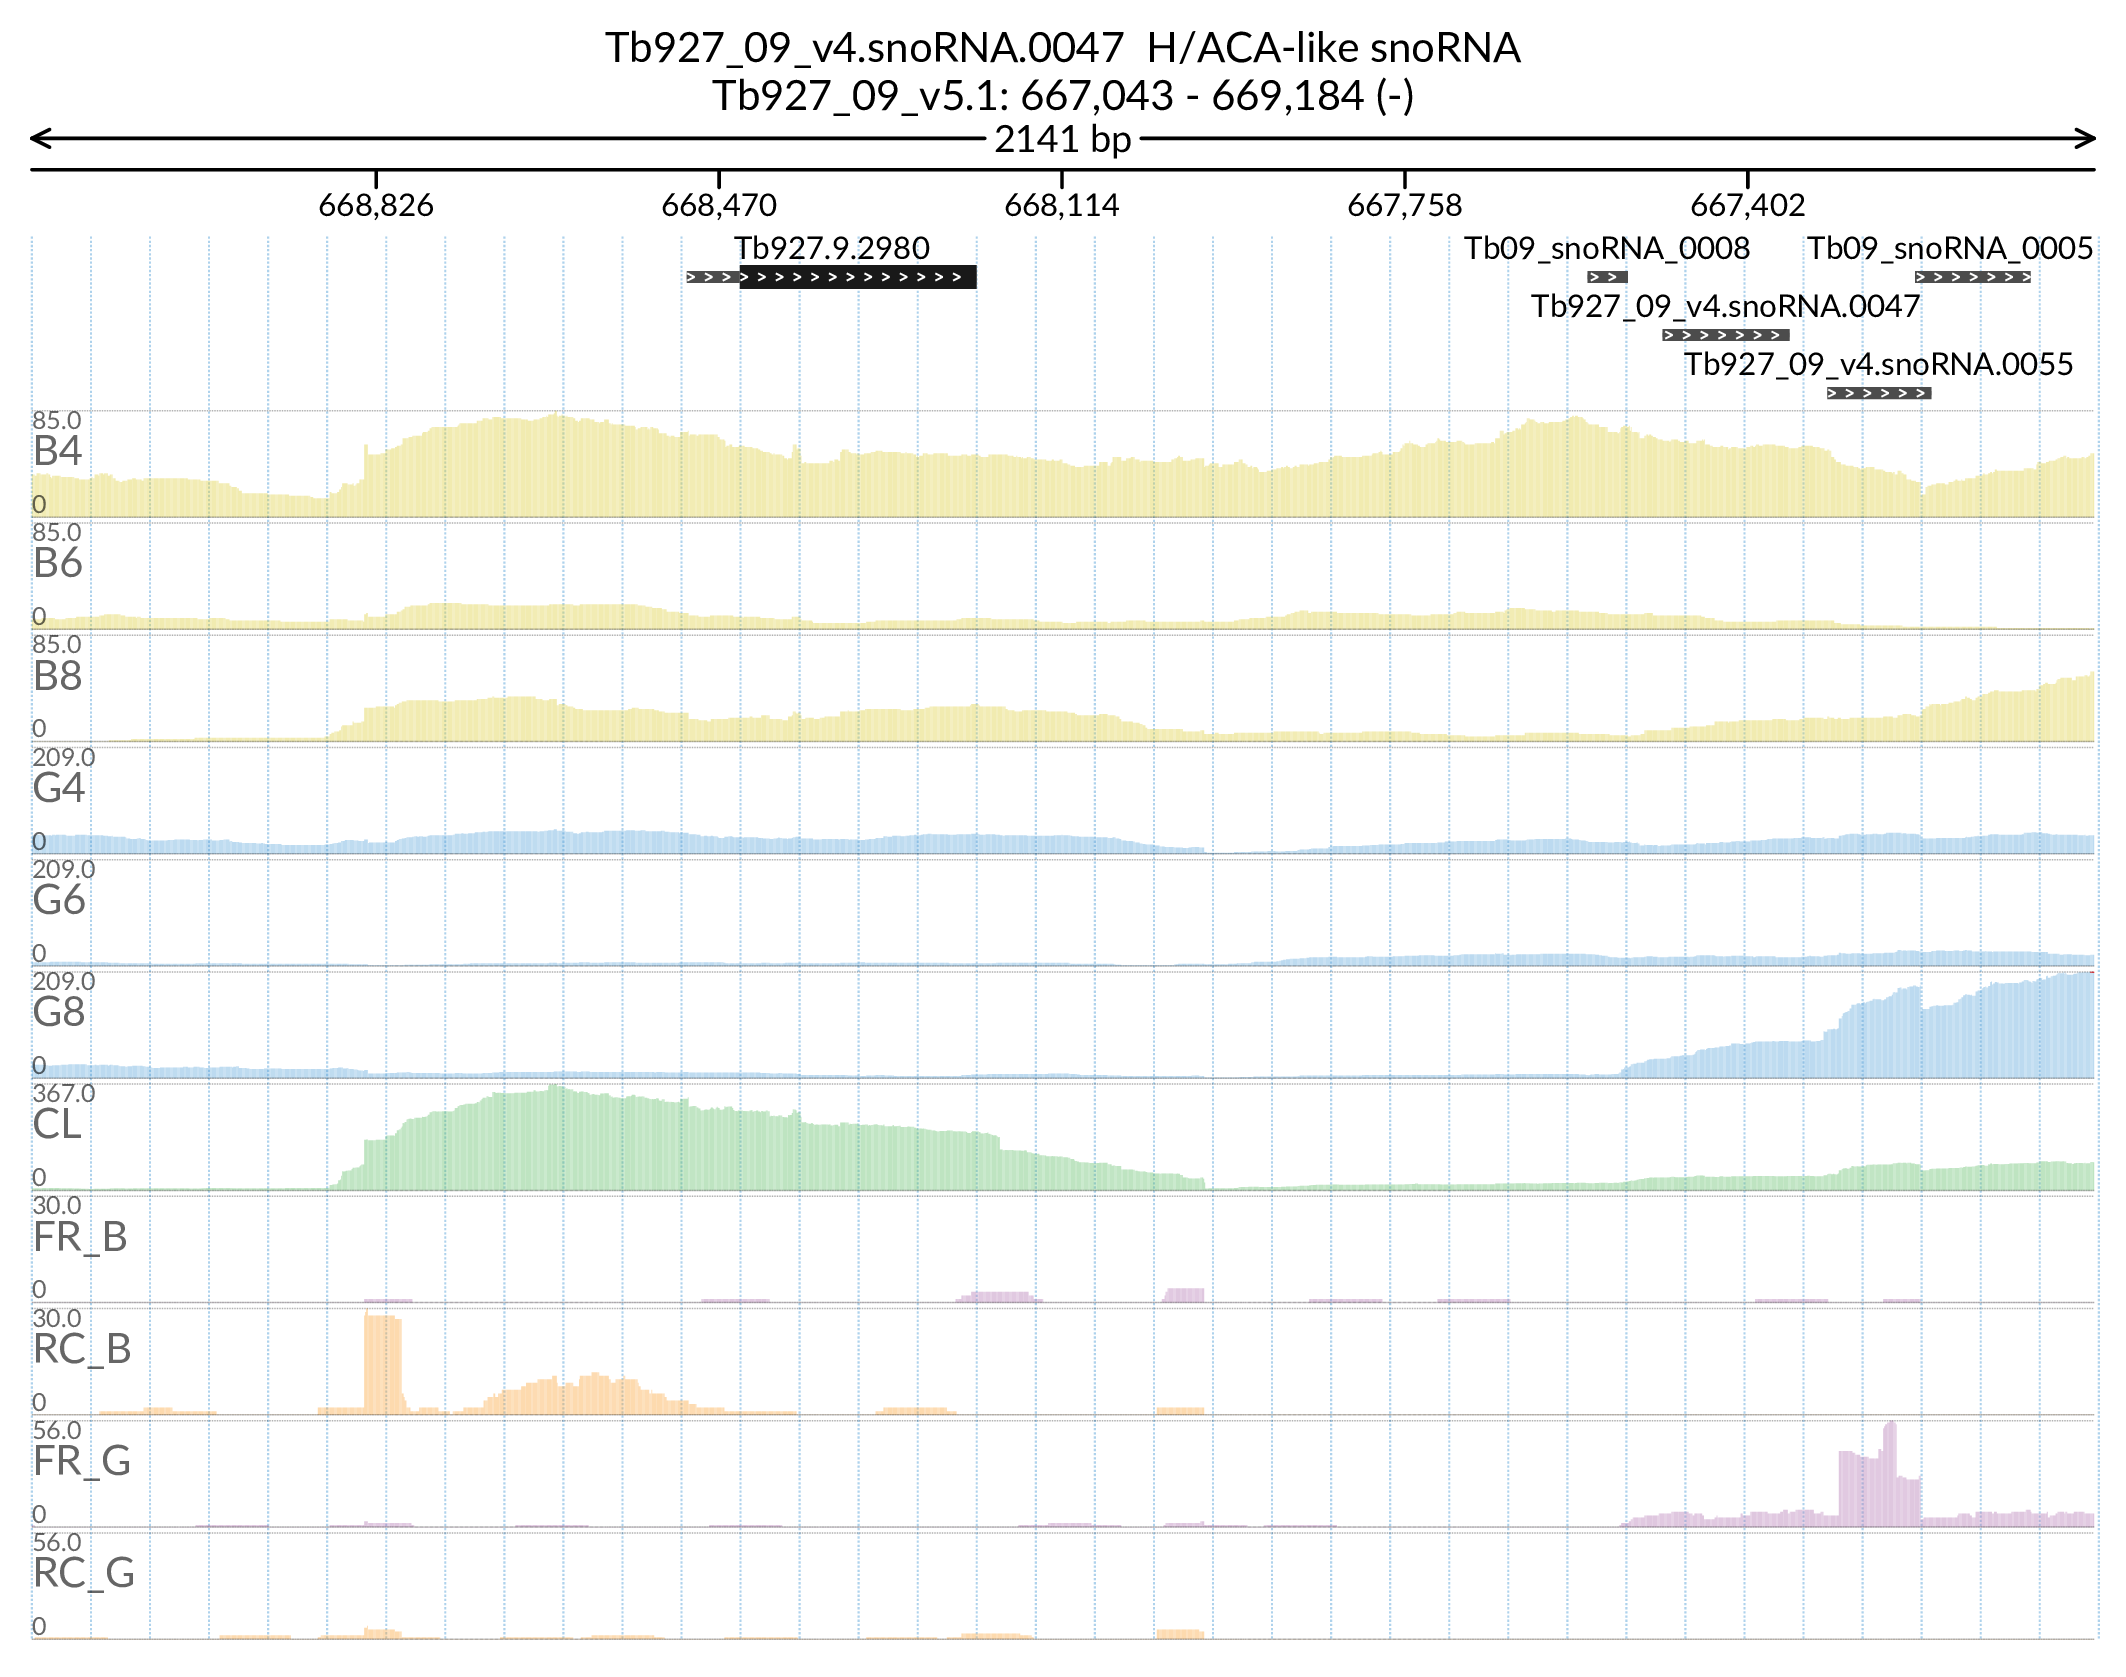 Tb927_09_v4.snoRNA.0047  H/ACA-like snoRNA
Tb927_09_v5.1: 667,043 - 669,184 (-)
2141 bp
668,826 668,470 668,114 667,758 667,402
Tb927.9.2980 Tb09_snoRNA_0008 Tb09_snoRNA_0005
Tb927_09_v4.snoRNA.0047
Tb927_09_v4.snoRNA.0055
85.0
B4
0
85.0
B6
0
85.0
B8
0
209.0
G4
0
209.0
G6
0
209.0
G8
0
367.0
CL
0
30.0
FR_B
0
30.0
RC_B
0
56.0
FR_G
0
56.0
RC_G
0